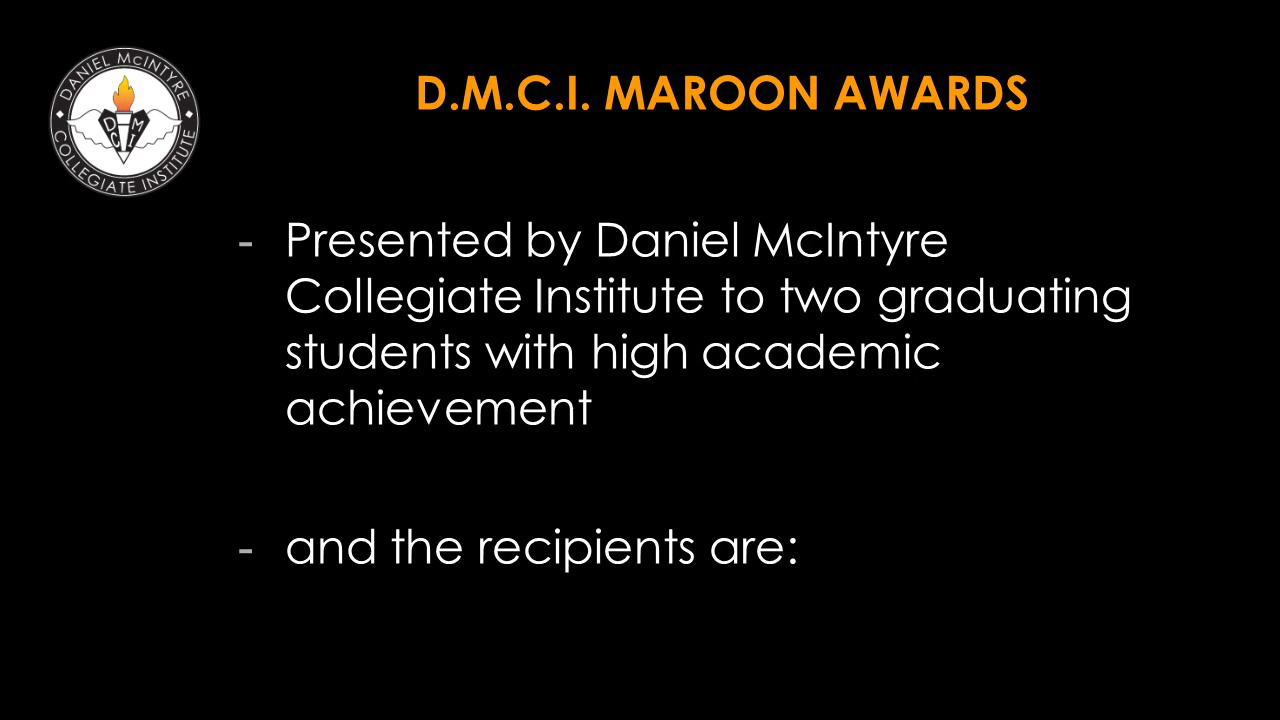 DANIEL McINTYRE
COLLEGIATE INSTITUTE
D M
C I
D.M.C.I. MAROON AWARDS
- Presented by Daniel McIntyre
Collegiate Institute to two graduating
students with high academic
achievement
- and the recipients are: